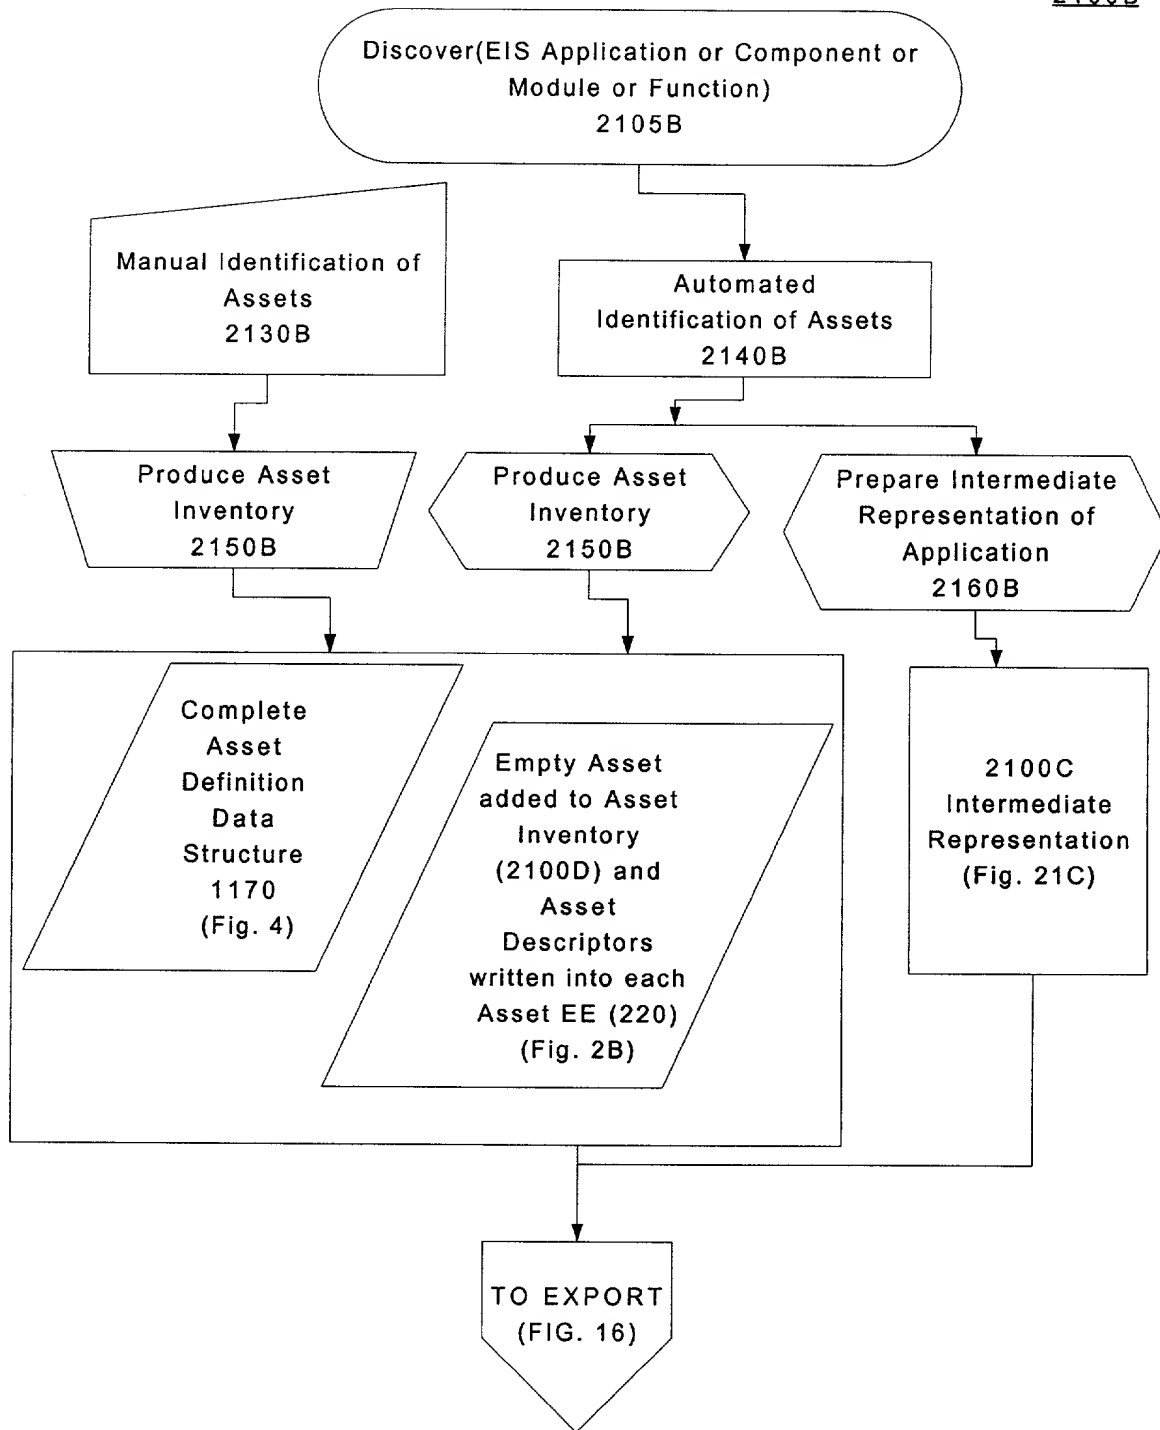 Discover(EIS Application or Component or
Module or Function)
2105B
Manual Identification of
Assets
2130B
Automated
Identification of Assets
2140B
Produce Asset
Inventory
2150B
Produce Asset
Inventory
2150B
Prepare Intermediate
Representation of
Application
2160B
Complete
Asset
Definition
Data
Structure
1170
(Fig. 4)
Empty Asset
added to Asset
Inventory
(2100D) and
Asset
Descriptors
written into each
Asset EE (220)
(Fig. 2B)
2100C
Intermediate
Representation
(Fig. 21C)
TO EXPORT
(FIG. 16)